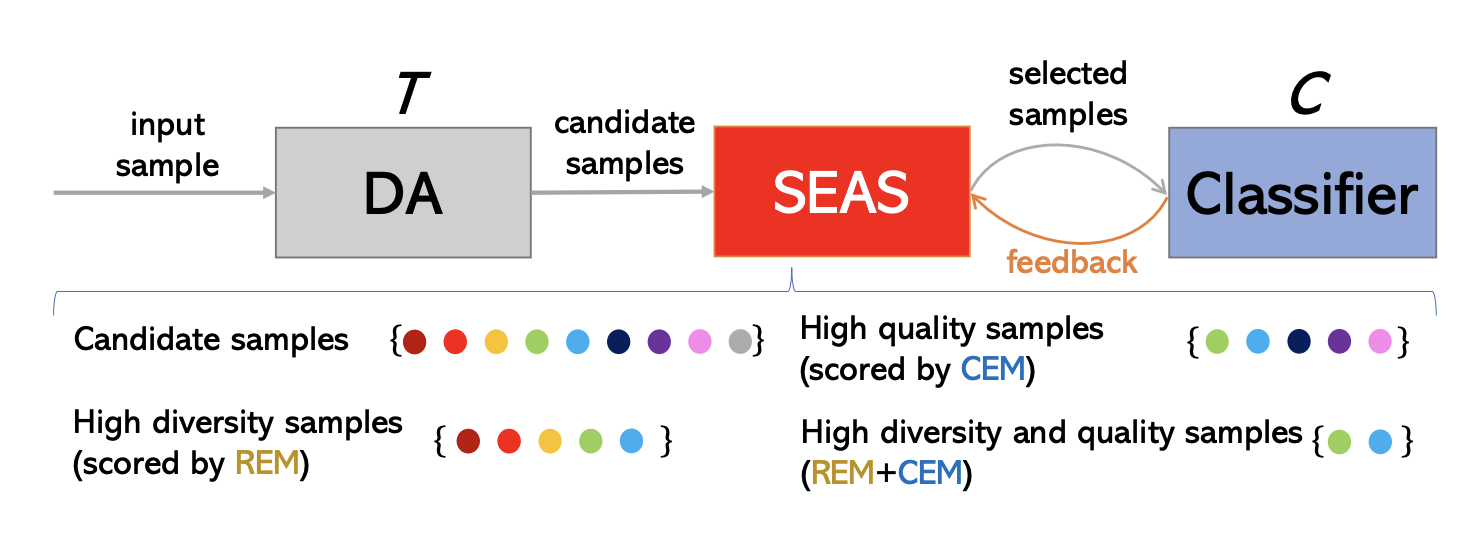 T
C
input
sample
candidate
samples
selected
samples
DA
SEAS
Classifier
feedback
Candidate samples { }
High quality samples { }
(scored by CEM)
High diversity samples { }
(scored by REM)
High diversity and quality samples { }
(REM+CEM)